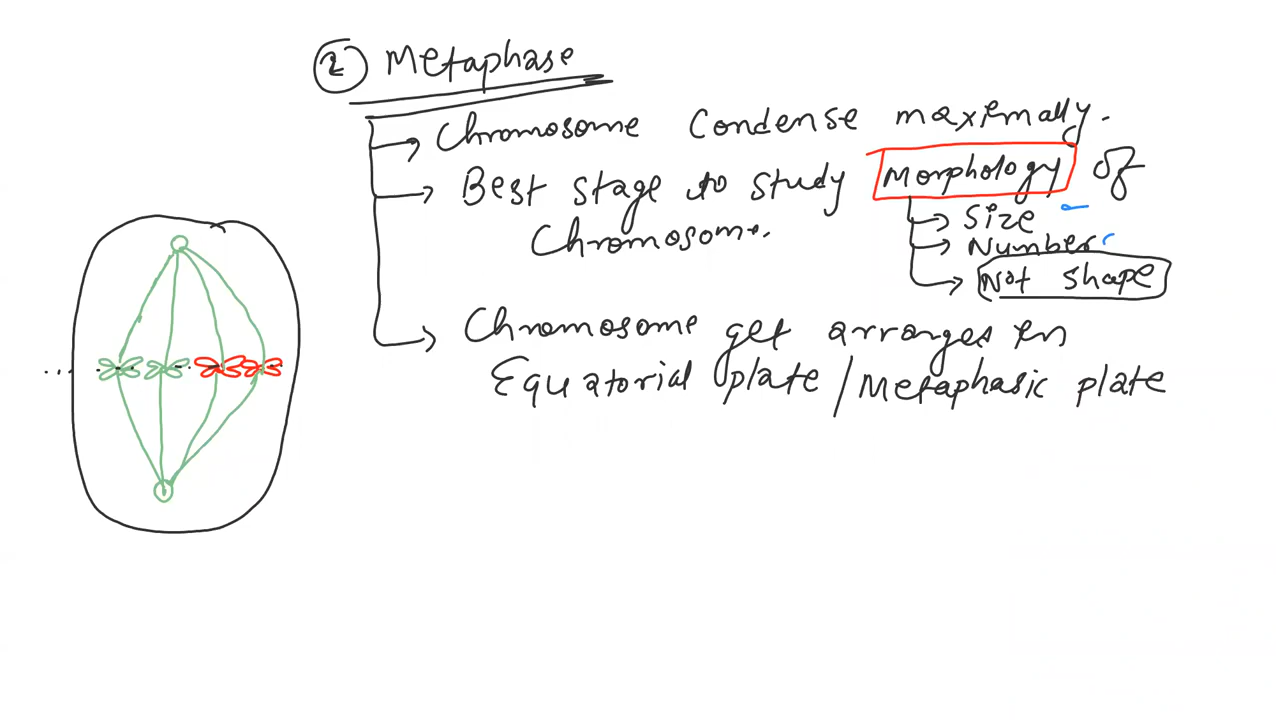 2 Metaphase
Chromosome Condense maximally.
Best stage to study Morphology of
Chromosome.
Size
Number
Not shape
Chromosome get arranges in
Equatorial plate / Metaphasic plate